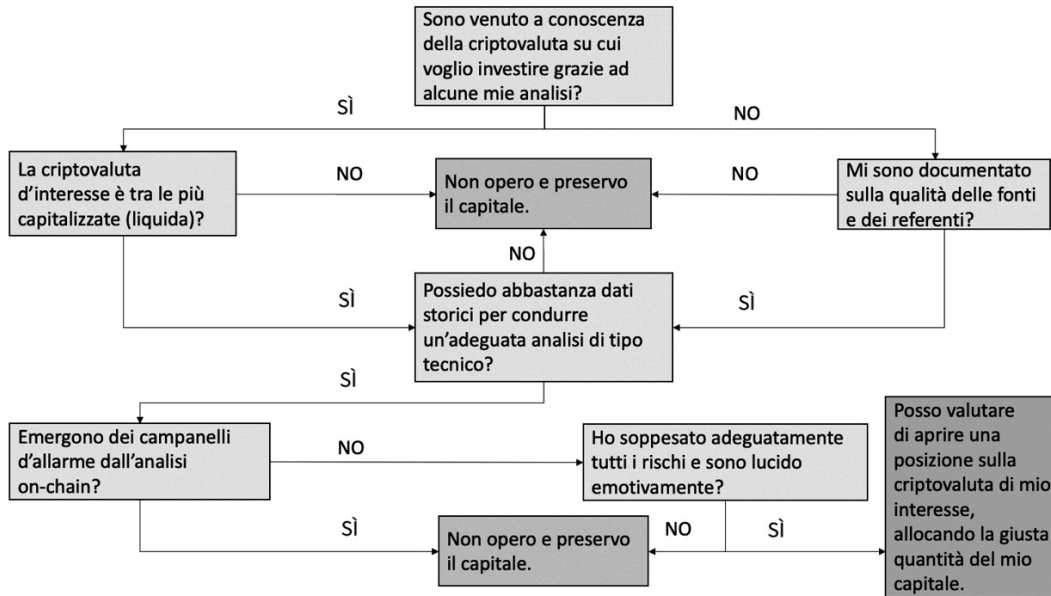 Sono venuto a conoscenza
della criptovaluta su cui
voglio investire grazie ad
alcune mie analisi?
SÌ
NO
La criptovaluta
d'interesse è tra le più
capitalizzate (liquida)?
NO
Non opero e preservo
il capitale.
NO
Mi sono documentato
sulla qualità delle fonti
e dei referenti?
NO
SÌ
Possiedo abbastanza dati
storici per condurre
un'adeguata analisi di tipo
tecnico?
SÌ
SÌ
Emergono dei campanelli
d'allarme dall'analisi
on-chain?
NO
Ho soppesato adeguatamente
tutti i rischi e sono lucido
emotivamente?
Posso valutare
di aprire una
posizione sulla
criptovaluta di mio
interesse,
allocando la giusta
quantità del mio
capitale.
SÌ
Non opero e preservo
il capitale.
NO
SÌ